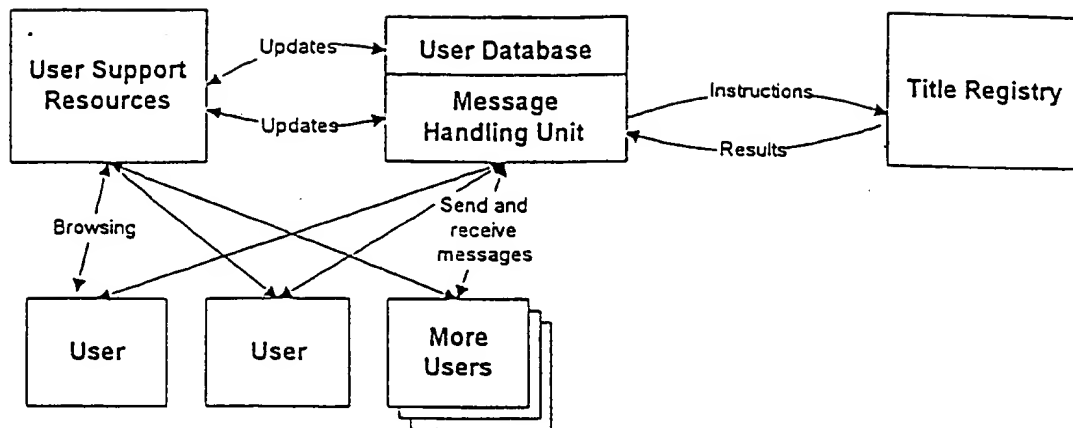 User Support
Resources
Updates
Updates
User Database
Message
Handling Unit
Instructions
Results
Title Registry
Browsing
Send and
receive
messages
User
User
More
Users